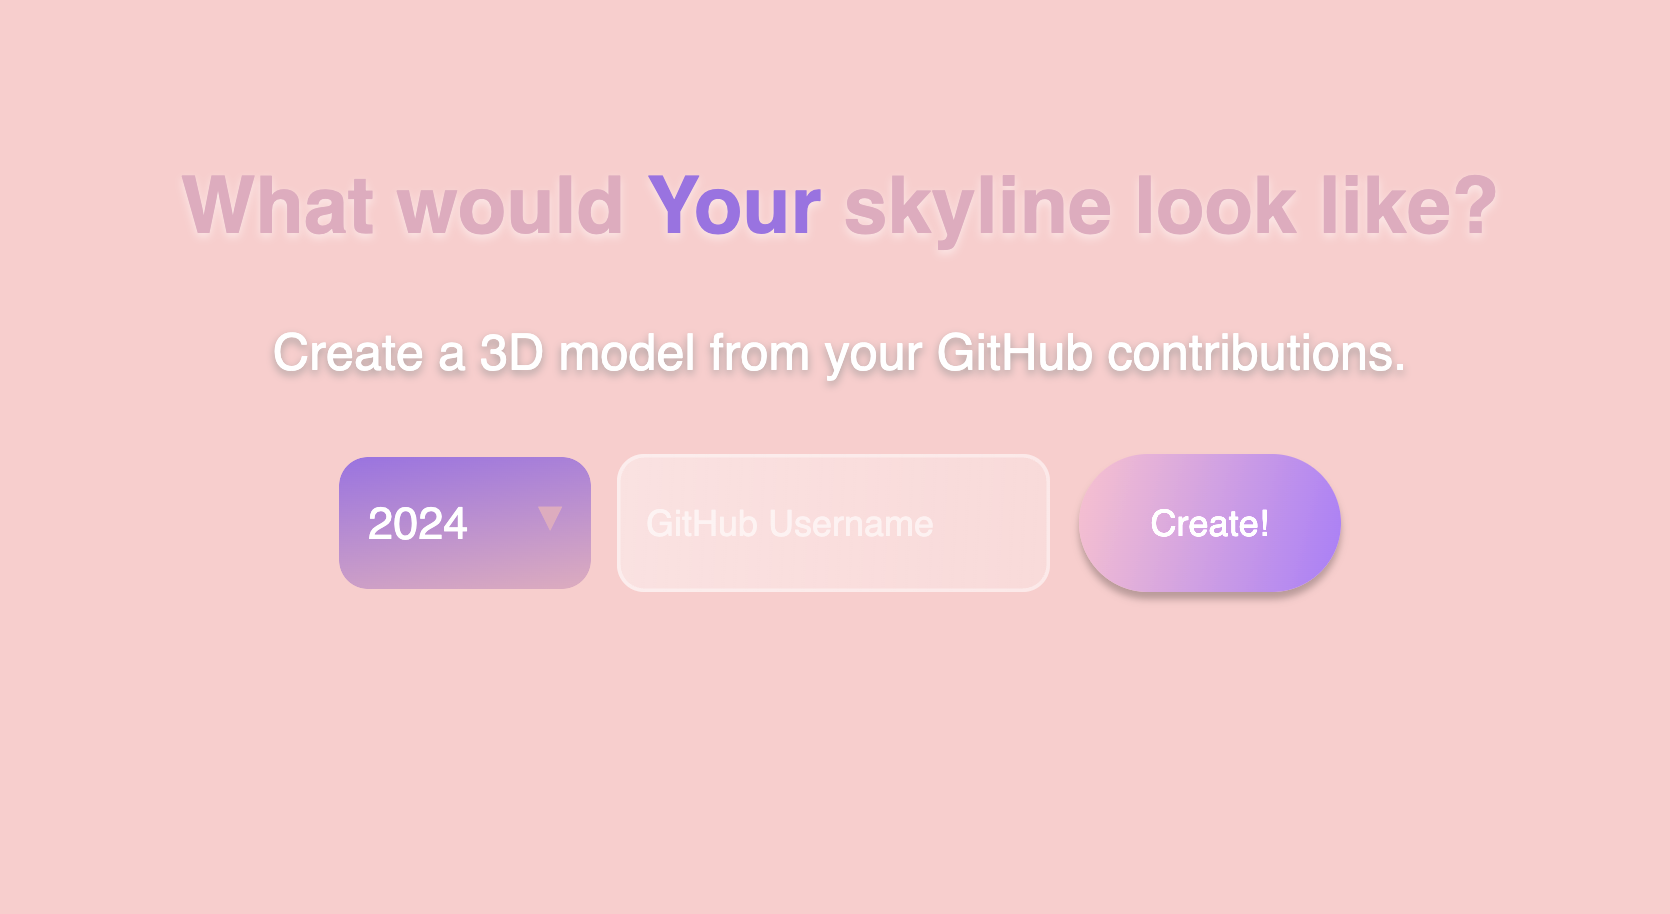 What would Your skyline look like?
Create a 3D model from your GitHub contributions.
2024
GitHub Username
Create!